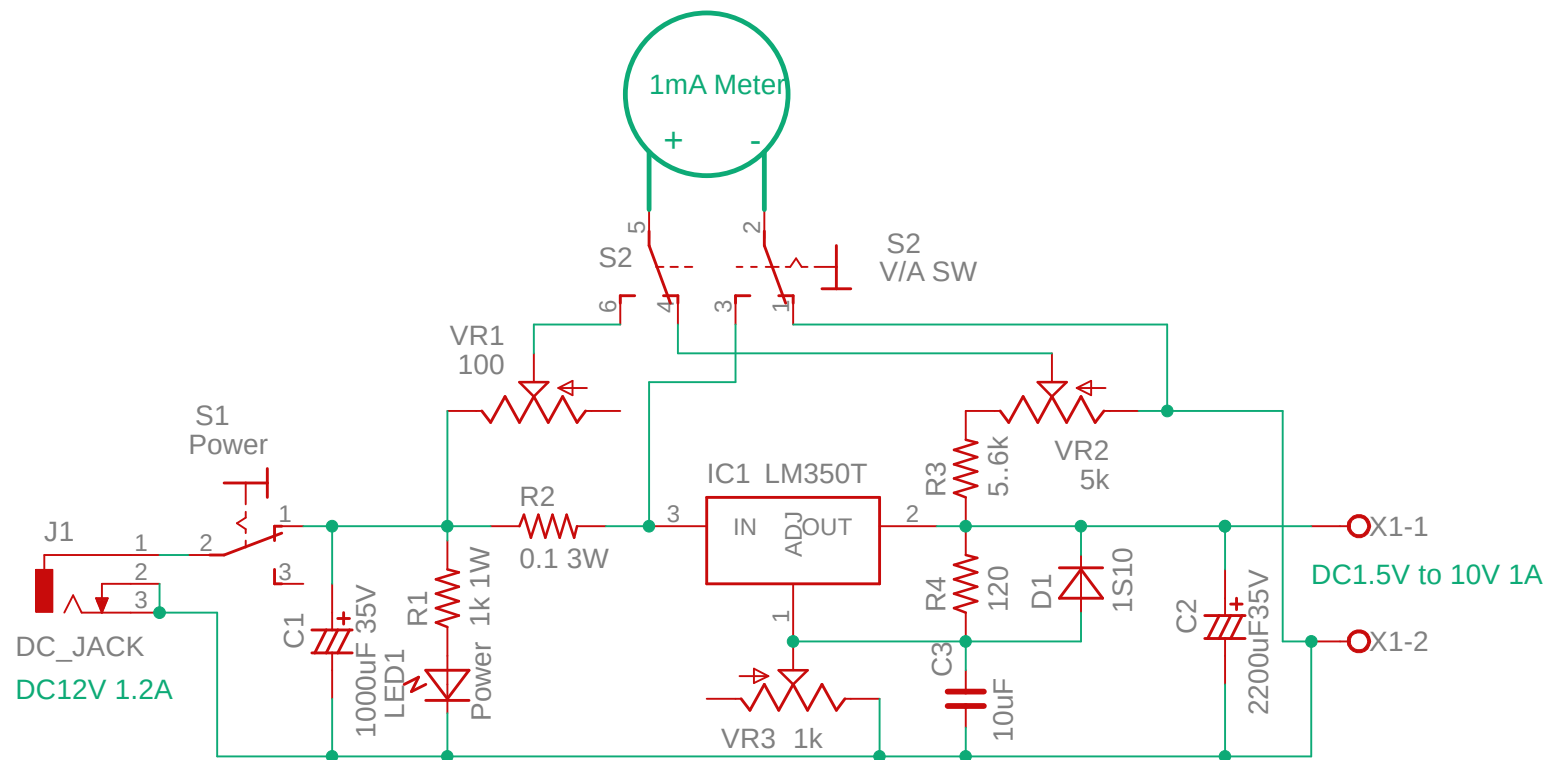 1mA Meter
+ -
5
2
S2
S2
V/A SW
6
4
3
1
VR1
100
S1
Power
VR2
5k
R3
5..6k
IC1 LM350T
R2
0.1 3W
3
IN
ADJ
OUT
2
1
J1
1
2
3
2
1
3
DC_JACK
DC12V 1.2A
C1
+
1000uF 35V
R1
1k 1W
LED1
Power
R4
120
D1
1S10
C2
+
2200uF35V
X1-1
DC1.5V to 10V 1A
X1-2
C3
10uF
VR3 1k